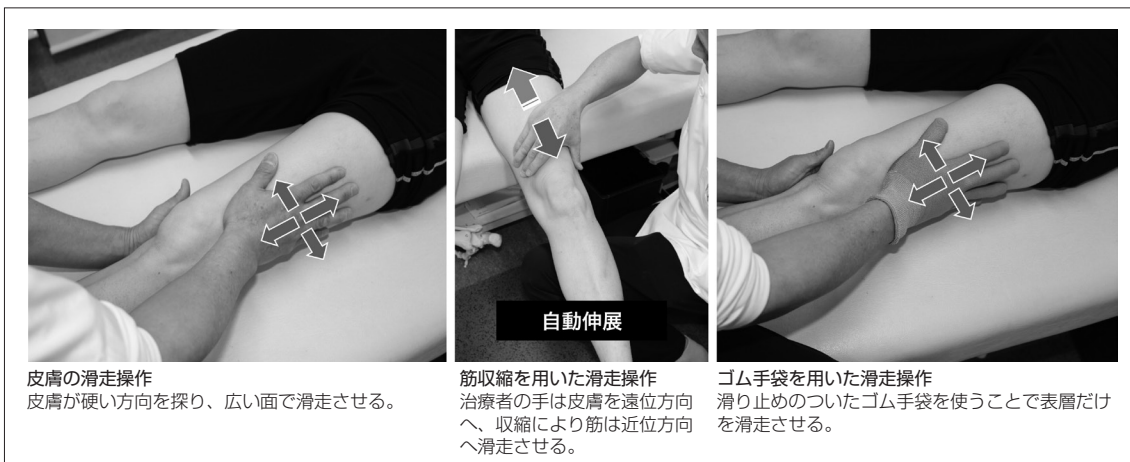 自動伸展
皮膚の滑走操作
皮膚が硬い方向を探り、広い面で滑走させる。
筋収縮を用いた滑走操作
治療者の手は皮膚を遠位方向
へ、収縮により筋は近位方向
へ滑走させる。
ゴム手袋を用いた滑走操作
滑り止めのついたゴム手袋を使うことで表層だけ
を滑走させる。